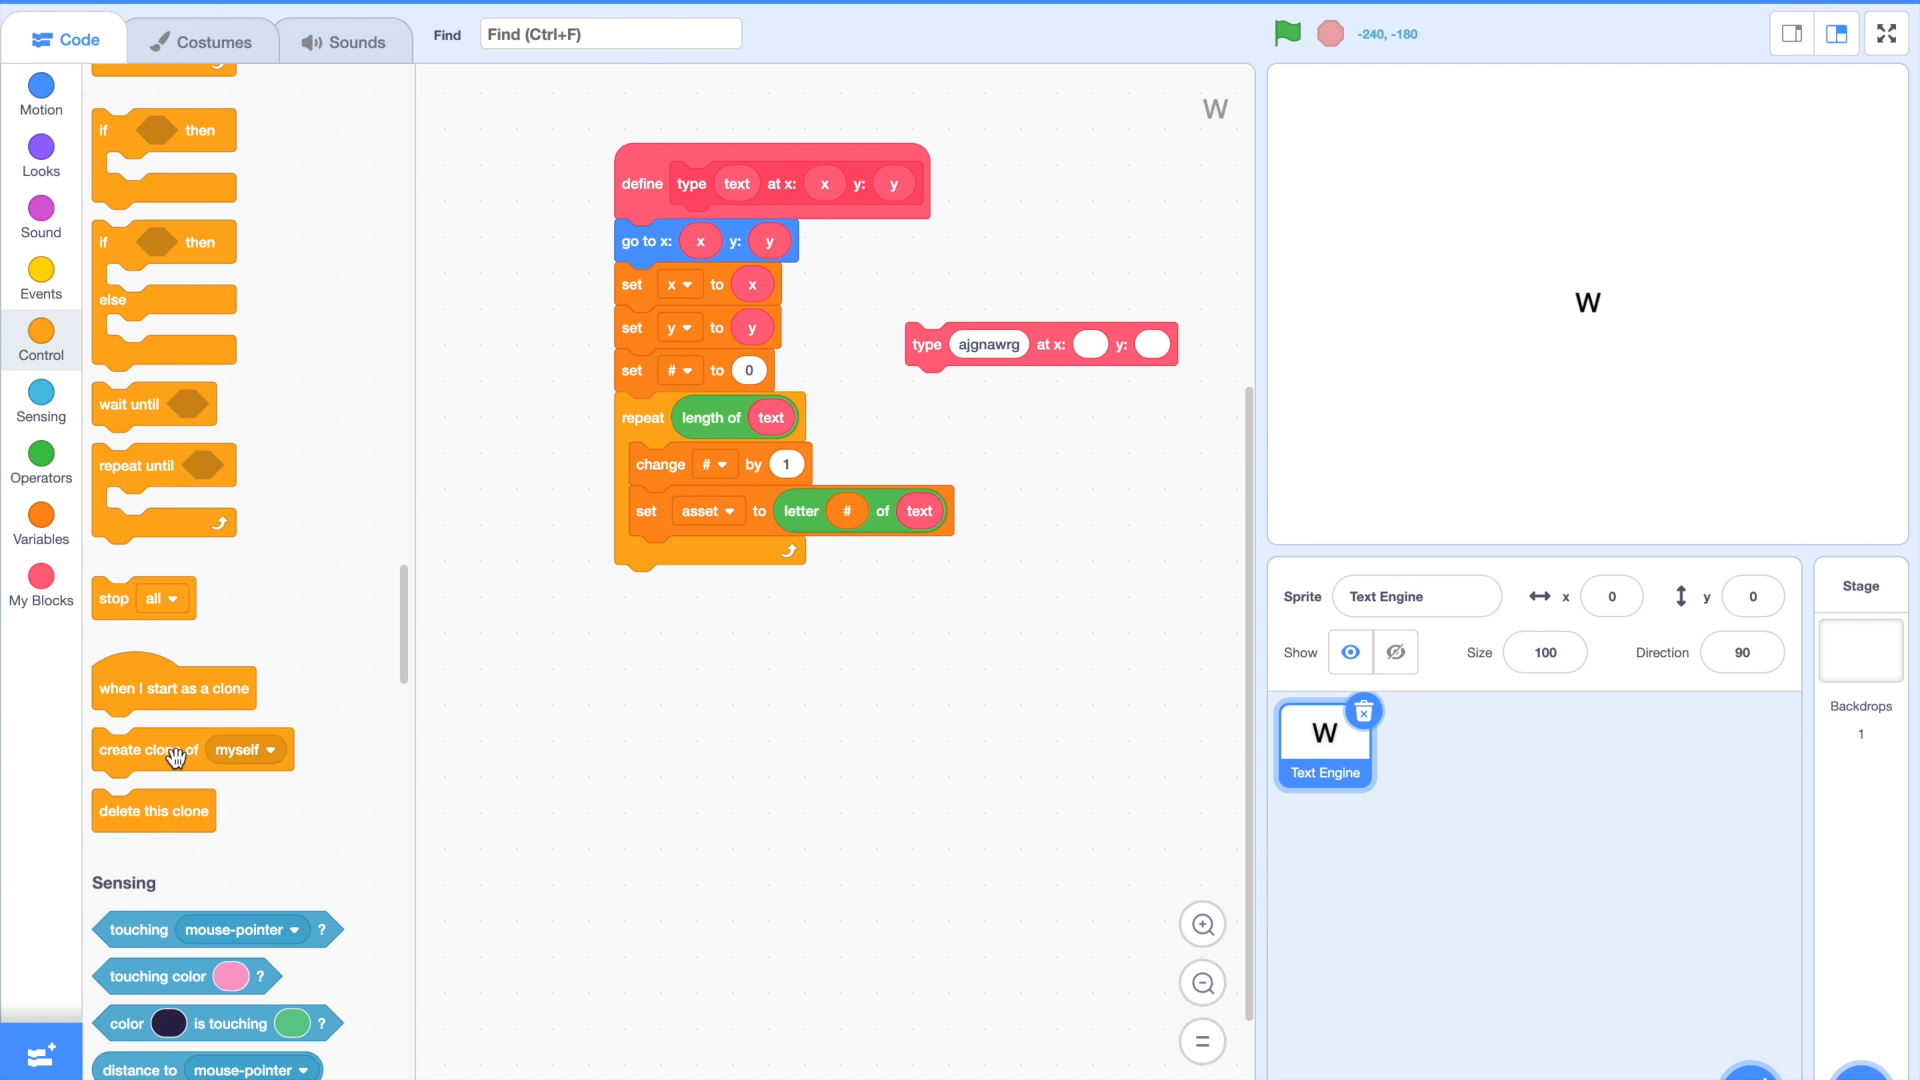 Code
Costumes
Sounds
Find
Find (Ctrl+F)
-240, -180
Motion
Looks
Sound
Events
Control
Sensing
Operators
Variables
My Blocks
if then
if then
else
wait until
repeat until
stop all
when I start as a clone
create clone of myself
delete this clone
Sensing
touching mouse-pointer ?
touching color ?
color is touching ?
distance to mouse-pointer
W
define type text at x: x y: y
go to x: x y: y
set x to x
set y to y
set # to 0
repeat length of text
change # by 1
set asset to letter # of text
type ajgnawrg at x: y:
W
Sprite Text Engine x 0 y 0
Show Size 100 Direction 90
W
Text Engine
Stage
Backdrops
1